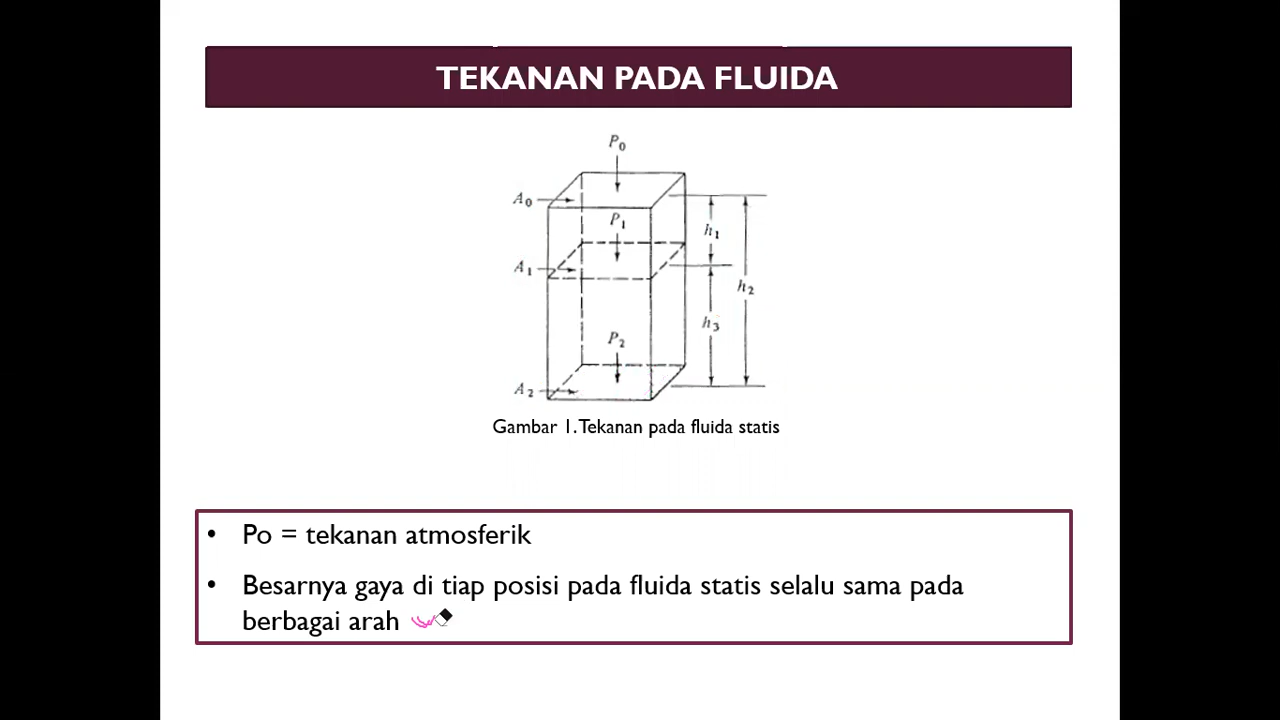 TEKANAN PADA FLUIDA
P0
A0
P1
h1
A1
h2
h3
P2
A2
Gambar 1. Tekanan pada fluida statis
• Po = tekanan atmosferik
• Besarnya gaya di tiap posisi pada fluida statis selalu sama pada
berbagai arah